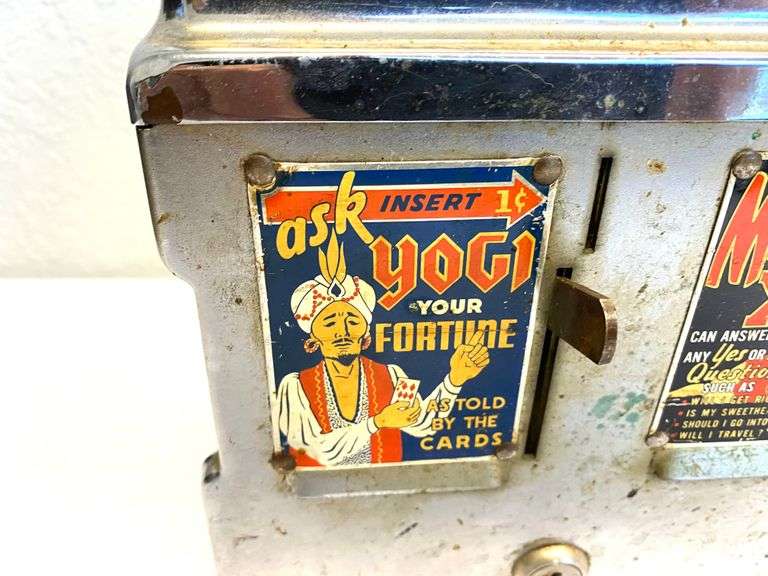 ask INSERT 1¢
YOGI
YOUR
FORTUNE
AS TOLD
BY THE
CARDS
CAN ANSWER
ANY Yes OR
SUCH AS
IS MY SWEETHE
SHOULD I GO INTO
WILL I TRAVEL?